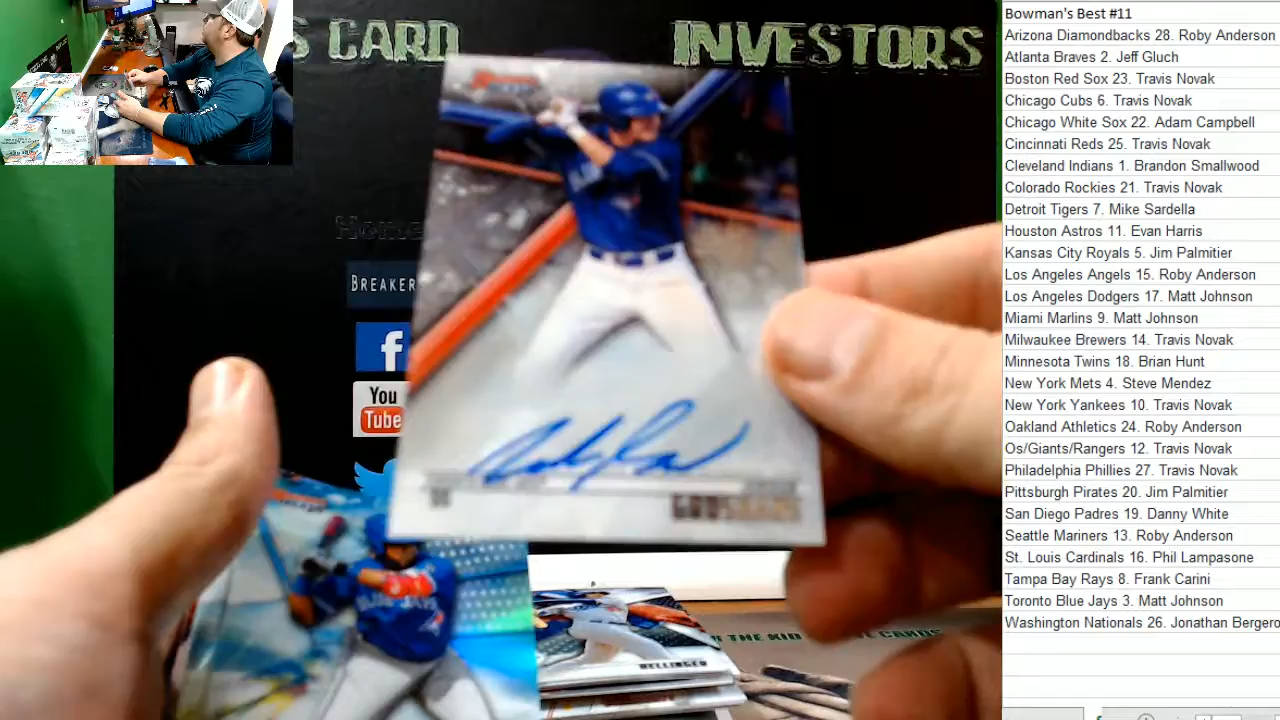 S CARD INVESTORS
Home
BREAKER
You
Tube
BELLINGER
THE KID
CARDS
Bowman's Best #11
Arizona Diamondbacks 28. Roby Anderson
Atlanta Braves 2. Jeff Gluch
Boston Red Sox 23. Travis Novak
Chicago Cubs 6. Travis Novak
Chicago White Sox 22. Adam Campbell
Cincinnati Reds 25. Travis Novak
Cleveland Indians 1. Brandon Smallwood
Colorado Rockies 21. Travis Novak
Detroit Tigers 7. Mike Sardella
Houston Astros 11. Evan Harris
Kansas City Royals 5. Jim Palmitier
Los Angeles Angels 15. Roby Anderson
Los Angeles Dodgers 17. Matt Johnson
Miami Marlins 9. Matt Johnson
Milwaukee Brewers 14. Travis Novak
Minnesota Twins 18. Brian Hunt
New York Mets 4. Steve Mendez
New York Yankees 10. Travis Novak
Oakland Athletics 24. Roby Anderson
Os/Giants/Rangers 12. Travis Novak
Philadelphia Phillies 27. Travis Novak
Pittsburgh Pirates 20. Jim Palmitier
San Diego Padres 19. Danny White
Seattle Mariners 13. Roby Anderson
St. Louis Cardinals 16. Phil Lampasone
Tampa Bay Rays 8. Frank Carini
Toronto Blue Jays 3. Matt Johnson
Washington Nationals 26. Jonathan Bergero